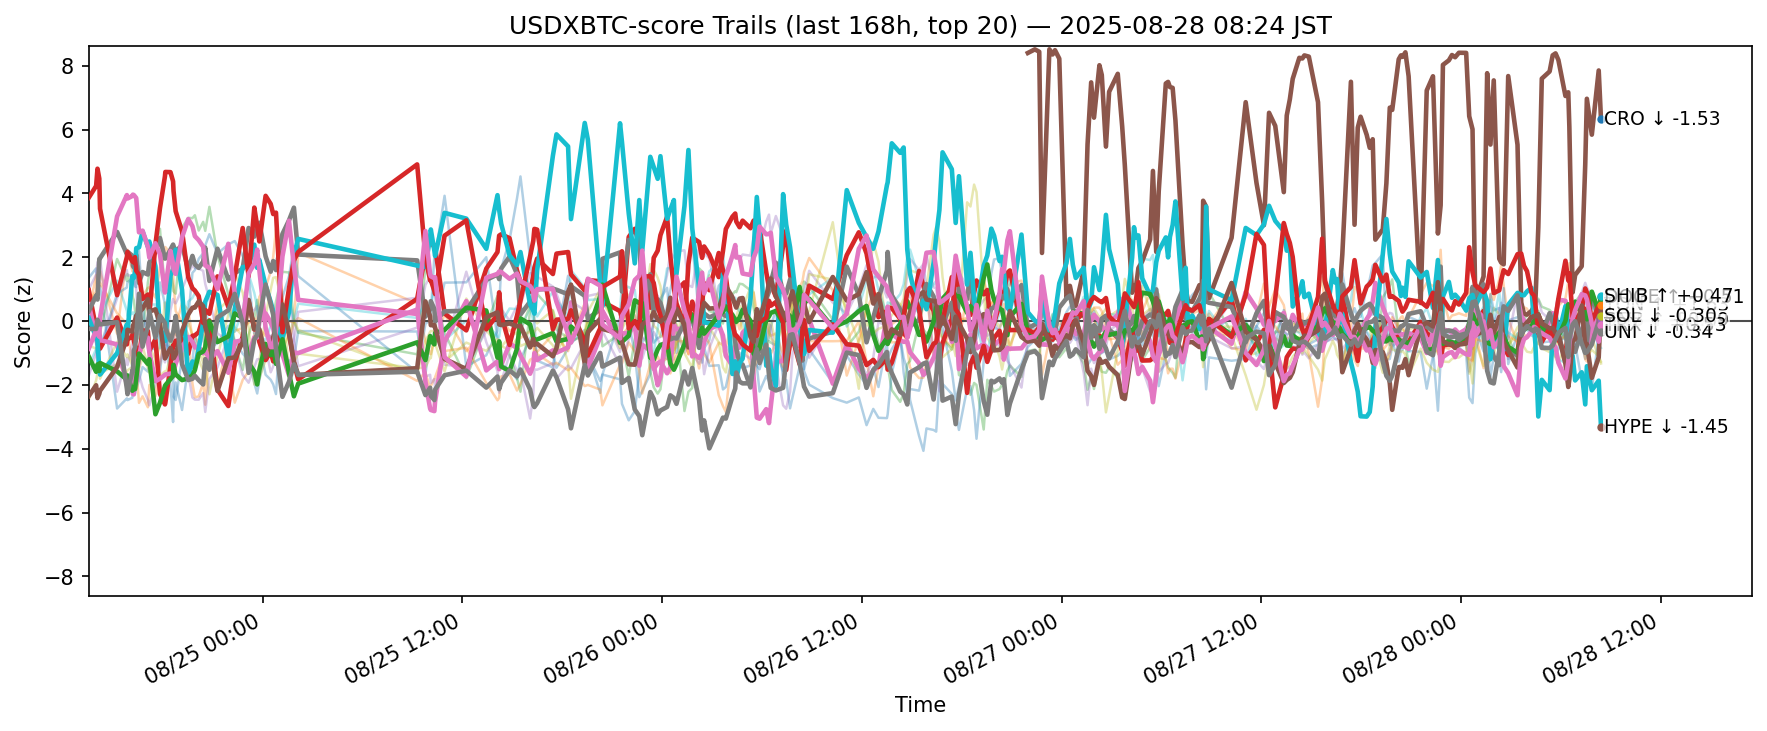 USDXBTC-score Trails (last 168h, top 20) — 2025-08-28 08:24 JST
Score (z)
8
6
4
2
0
−2
−4
−6
−8
CRO ↓ -1.53
SHIB ↑ +0.47
SOL ↓ -0.30
UNI ↓ -0.34
HYPE ↓ -1.45
08/25 00:00
08/25 12:00
08/26 00:00
08/26 12:00
08/27 00:00
08/27 12:00
08/28 00:00
08/28 12:00
Time